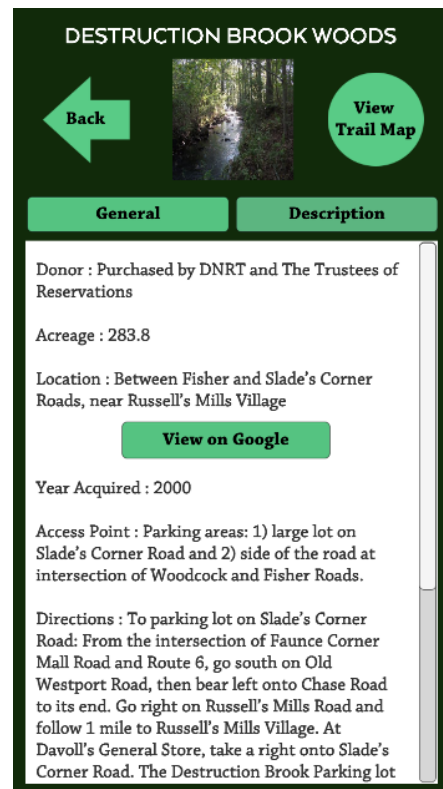 DESTRUCTION BROOK WOODS
Back
View
Trail Map
General
Description
Donor : Purchased by DNRT and The Trustees of
Reservations
Acreage : 283.8
Location : Between Fisher and Slade's Corner
Roads, near Russell's Mills Village
View on Google
Year Acquired : 2000
Access Point : Parking areas: 1) large lot on
Slade's Corner Road and 2) side of the road at
intersection of Woodcock and Fisher Roads.
Directions : To parking lot on Slade's Corner
Road: From the intersection of Faunce Corner
Mall Road and Route 6, go south on Old
Westport Road, then bear left onto Chase Road
to its end. Go right on Russell's Mills Road and
follow 1 mile to Russell's Mills Village. At
Davoll's General Store, take a right onto Slade's
Corner Road. The Destruction Brook Parking lot